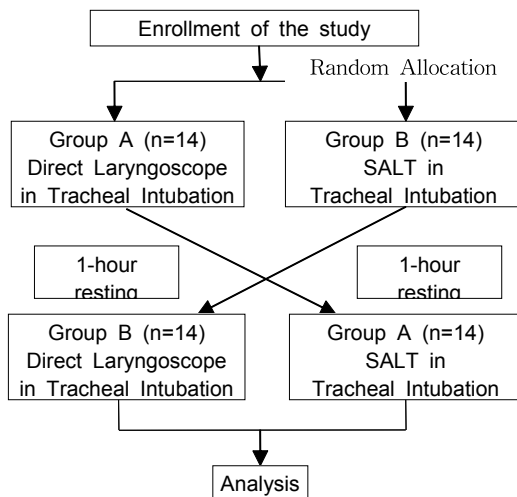 Enrollment of the study
Random Allocation
Group A (n=14)
Direct Laryngoscope
in Tracheal Intubation
Group B (n=14)
SALT in
Tracheal Intubation
1-hour
resting
1-hour
resting
Group B (n=14)
Direct Laryngoscope
in Tracheal Intubation
Group A (n=14)
SALT in
Tracheal Intubation
Analysis